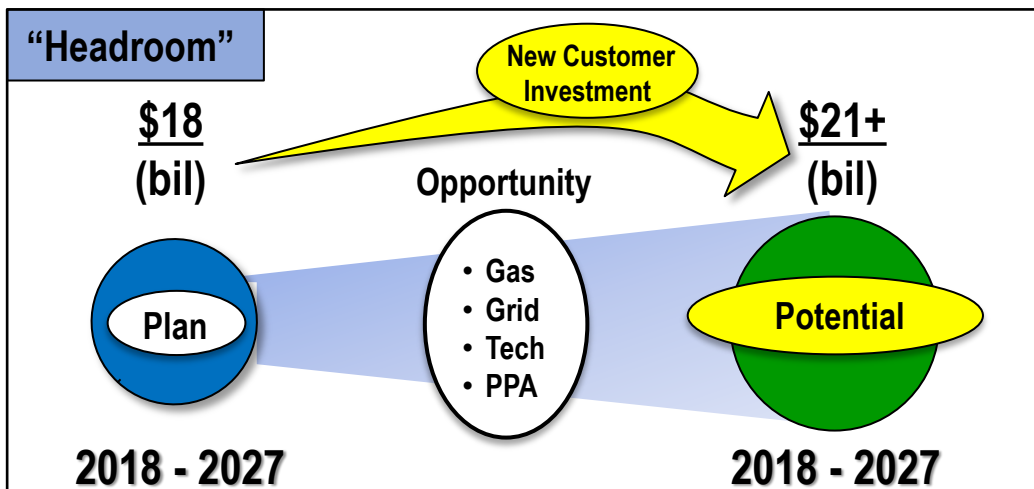 “Headroom”
New Customer
Investment
$18
(bil)
$21+
(bil)
Opportunity
• Gas
• Grid
• Tech
• PPA
Plan
Potential
2018 - 2027
2018 - 2027